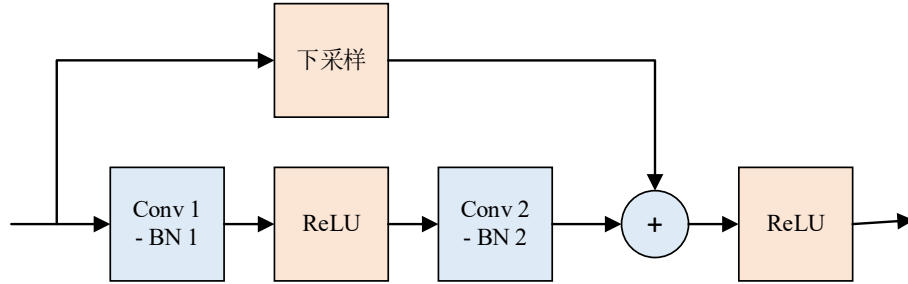 下采样
Conv 1
- BN 1
ReLU
Conv 2
- BN 2
+
ReLU